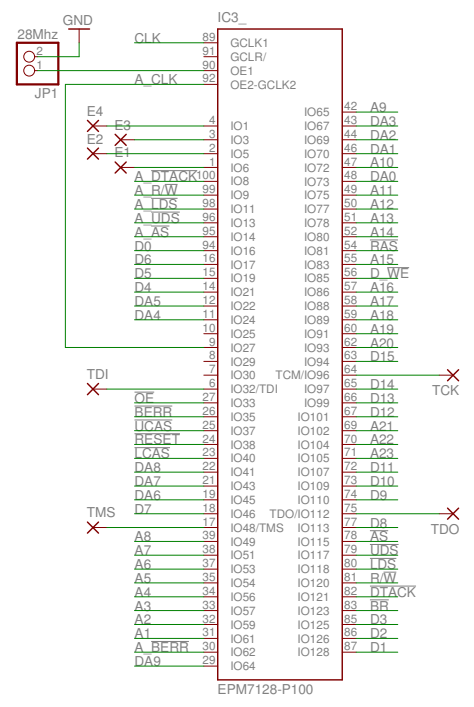 IC3_
GND
28Mhz
2
1
JP1
CLK 89 GCLK1
91 GCLR/
90 OE1
A_CLK 92 OE2-GCLK2
IO65 42 A9
E4 4 IO1 IO67 43 DA3
E3 3 IO3 IO69 44 DA2
E2 2 IO5 IO70 46 DA1
E1 1 IO6 IO72 47 A10
A_DTACK 100 IO8 IO73 48 DA0
A_R/W 99 IO9 IO75 49 A11
A_LDS 98 IO11 IO77 50 A12
A_UDS 96 IO13 IO78 51 A13
A_AS 95 IO14 IO80 52 A14
D0 94 IO16 IO81 54 RAS
D6 16 IO17 IO83 55 A15
D5 15 IO19 IO85 56 D_WE
D4 14 IO21 IO86 57 A16
DA5 12 IO22 IO88 58 A17
DA4 11 IO24 IO89 59 A18
10 IO25 IO91 60 A19
9 IO27 IO93 62 A20
8 IO29 IO94 63 D15
7 IO30 TCM/IO96 64 TCK
TDI 6 IO32/TDI IO97 65 D14
OE 27 IO33 IO99 66 D13
BERR 26 IO35 IO101 67 D12
UCAS 25 IO37 IO102 69 A21
RESET 24 IO38 IO104 70 A22
LCAS 23 IO40 IO105 71 A23
DA8 22 IO41 IO107 72 D11
DA7 21 IO43 IO109 73 D10
DA6 19 IO45 IO110 74 D9
D7 18 IO46 TDO/IO112 75 TDO
TMS 17 IO48/TMS IO113 77 D8
A8 39 IO49 IO115 78 AS
A7 38 IO51 IO117 79 UDS
A6 37 IO53 IO118 80 LDS
A5 35 IO54 IO120 81 R/W
A4 34 IO56 IO121 82 DTACK
A3 33 IO57 IO123 83 BR
A2 32 IO59 IO125 85 D3
A1 31 IO61 IO126 86 D2
A_BERR 30 IO62 IO128 87 D1
DA9 29 IO64
EPM7128-P100